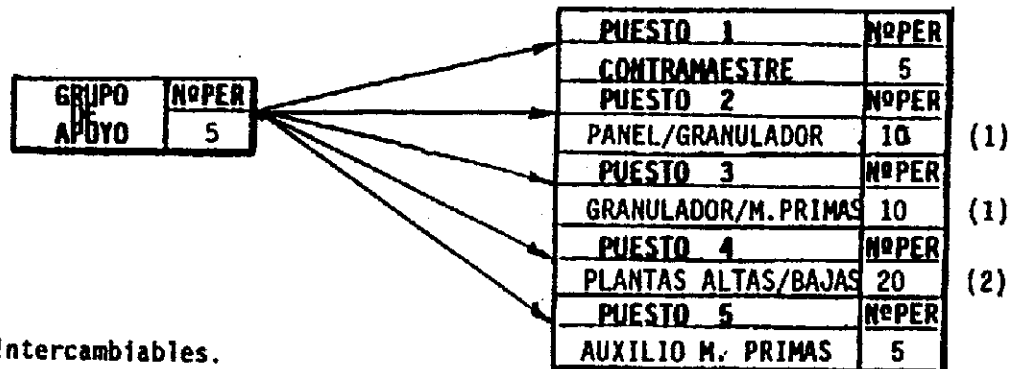 PUESTO 1 NºPER
CONTRAMAESTRE 5
GRUPO DE APOYO NºPER 5
PUESTO 2 NºPER
PANEL/GRANULADOR 10 (1)
PUESTO 3 NºPER
GRANULADOR/M.PRIMAS 10 (1)
PUESTO 4 NºPER
PLANTAS ALTAS/BAJAS 20 (2)
PUESTO 5 NºPER
AUXILIO M. PRIMAS 5
Intercambiables.